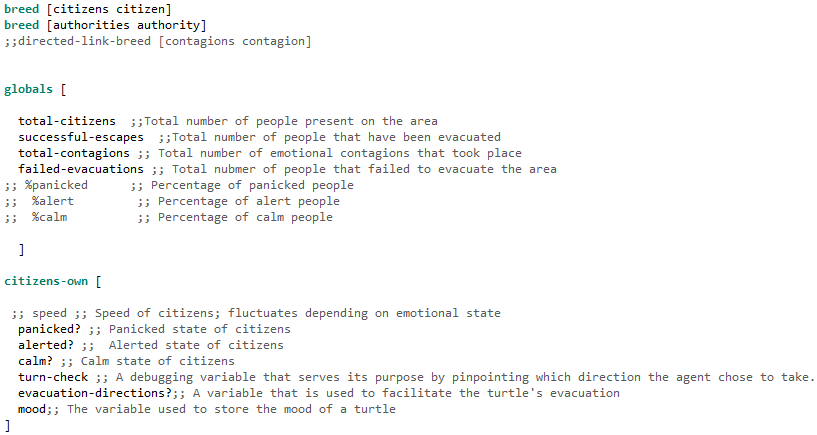 breed [citizens citizen]
breed [authorities authority]
;;directed-link-breed [contagions contagion]
globals [
total-citizens ;;Total number of people present on the area
successful-escapes ;;Total number of people that have been evacuated
total-contagions ;; Total number of emotional contagions that took place
failed-evacuations ;; Total nubmer of people that failed to evacuate the area
;; %panicked ;; Percentage of panicked people
;; %alert ;; Percentage of alert people
;; %calm ;; Percentage of calm people
]
citizens-own [
;; speed ;; Speed of citizens; fluctuates depending on emotional state
panicked? ;; Panicked state of citizens
alerted? ;; Alerted state of citizens
calm? ;; Calm state of citizens
turn-check ;; A debugging variable that serves its purpose by pinpointing which direction the agent chose to take.
evacuation-directions?;; A variable that is used to facilitate the turtle's evacuation
mood;; The variable used to store the mood of a turtle
]